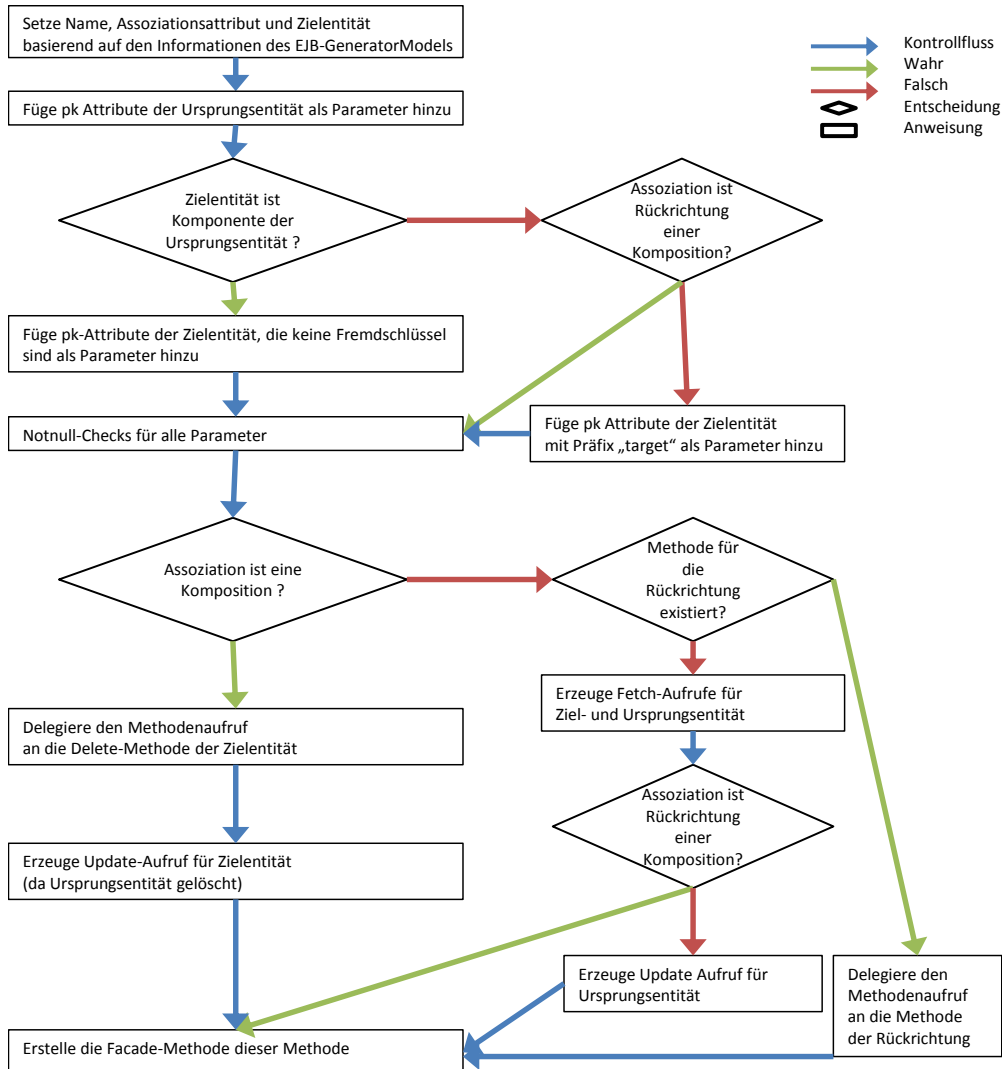 Setze Name, Assoziationsattribut und Zielentität
basierend auf den Informationen des EJB-GeneratorModels
Kontrollfluss
Wahr
Falsch
Entscheidung
Anweisung
Füge pk Attribute der Ursprungsentität als Parameter hinzu
Zielentität ist
Komponente der
Ursprungsentität ?
Assoziation ist
Rückrichtung
einer
Komposition?
Füge pk-Attribute der Zielentität, die keine Fremdschlüssel
sind als Parameter hinzu
Notnull-Checks für alle Parameter
Füge pk Attribute der Zielentität
mit Präfix „target“ als Parameter hinzu
Assoziation ist eine
Komposition ?
Methode für
die
Rückrichtung
existiert?
Erzeuge Fetch-Aufrufe für
Ziel- und Ursprungsentität
Delegiere den Methodenaufruf
an die Delete-Methode der Zielentität
Assoziation ist
Rückrichtung
einer
Komposition?
Erzeuge Update-Aufruf für Zielentität
(da Ursprungsentität gelöscht)
Erzeuge Update Aufruf für
Ursprungsentität
Delegiere den
Methodenaufruf
an die Methode
der Rückrichtung
Erstelle die Facade-Methode dieser Methode